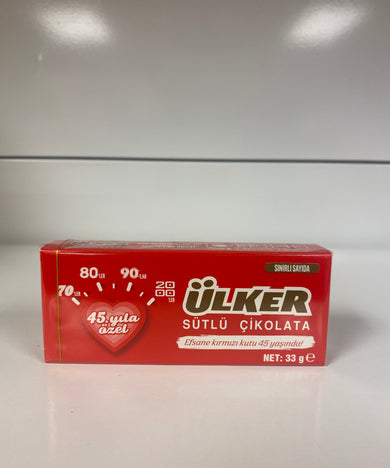 SINIRLI SAYIDA
70'LER
80'LER
90'LAR
2000'LER
45. yıla
özel
ÜLKER
SÜTLÜ ÇİKOLATA
Efsane kırmızı kutu 45 yaşında!
NET: 33 g ℮